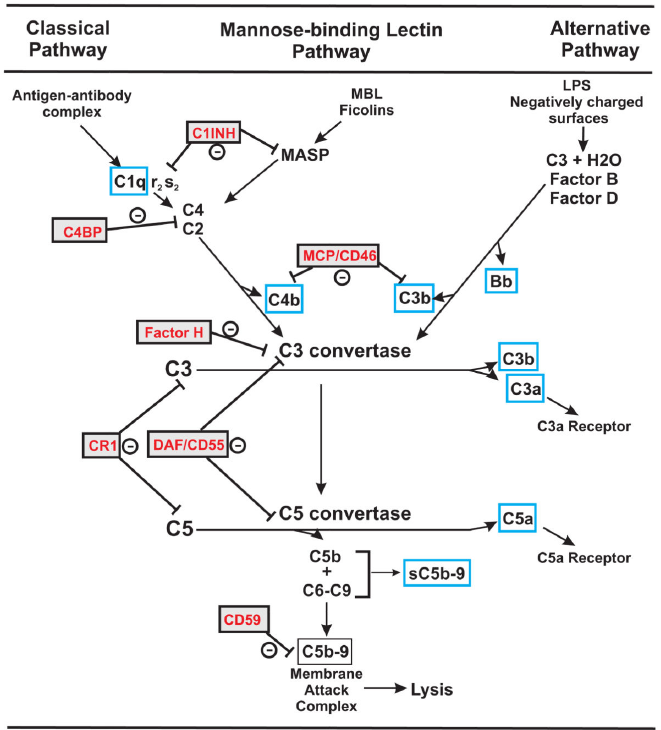 Classical
Pathway
Mannose-binding Lectin
Pathway
Alternative
Pathway
Antigen-antibody
complex
MBL
Ficolins
LPS
Negatively charged
surfaces
C1INH
⊖
MASP
C3 + H2O
Factor B
Factor D
C1q r2 s2
C4
C2
⊖
C4BP
MCP/CD46
⊖
C4b
C3b
Bb
Factor H
⊖
C3 convertase
C3
C3b
C3a
C3a Receptor
CR1
⊖
DAF/CD55
⊖
C5 convertase
C5
C5a
C5a Receptor
C5b
+
C6-C9
sC5b-9
CD59
⊖
C5b-9
Membrane
Attack
Complex
Lysis